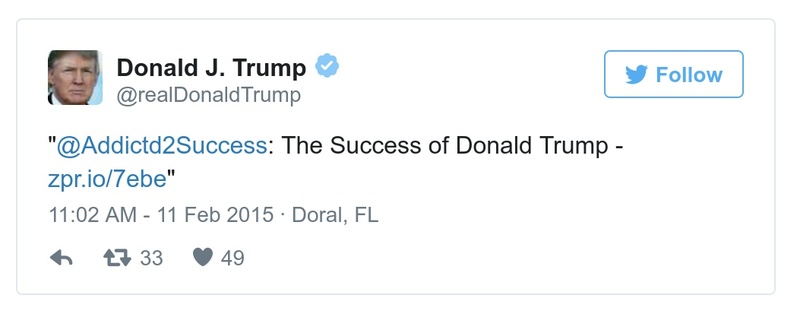 Donald J. Trump
@realDonaldTrump
Follow
"@Addictd2Success: The Success of Donald Trump -
zpr.io/7ebe"
11:02 AM - 11 Feb 2015 · Doral, FL
33 49